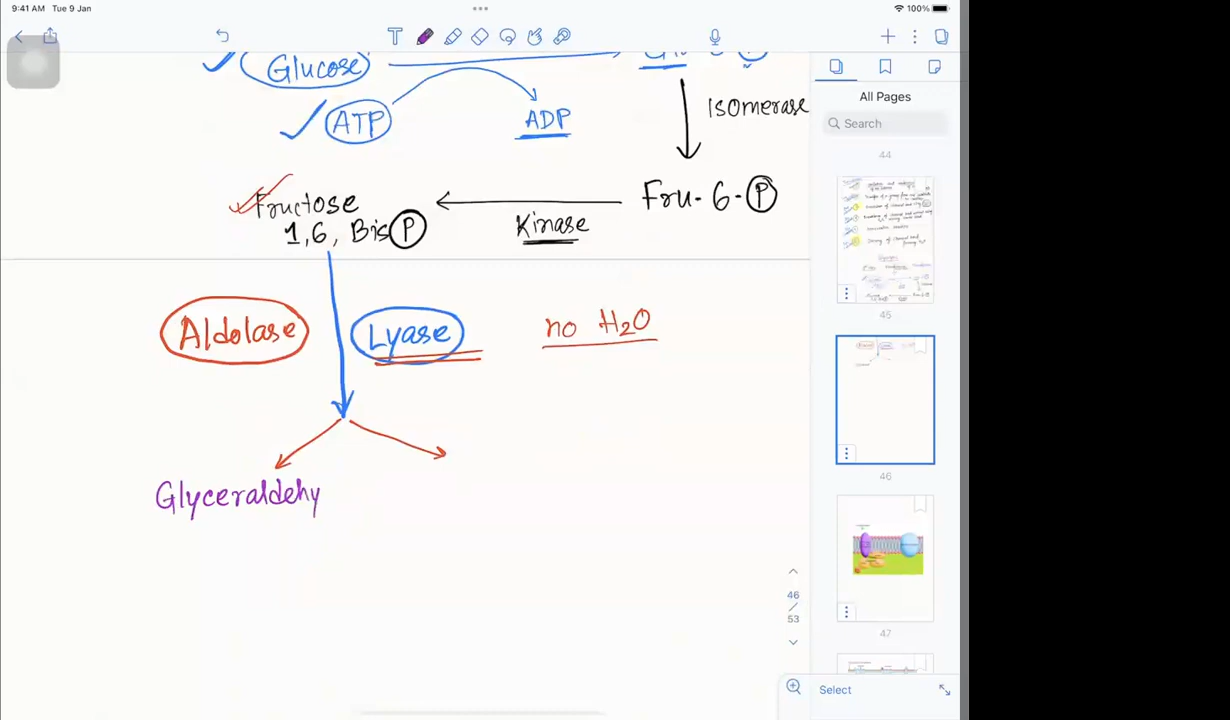 9:41 AM Tue 9 Jan
100%
Glucose
ATP
ADP
Isomerase
Fructose
1,6, Bis P
Kinase
Fru-6-P
Aldolase
Lyase
no H2O
Glyceraldehy
46
/
53
All Pages
Search
44
45
46
47
Select